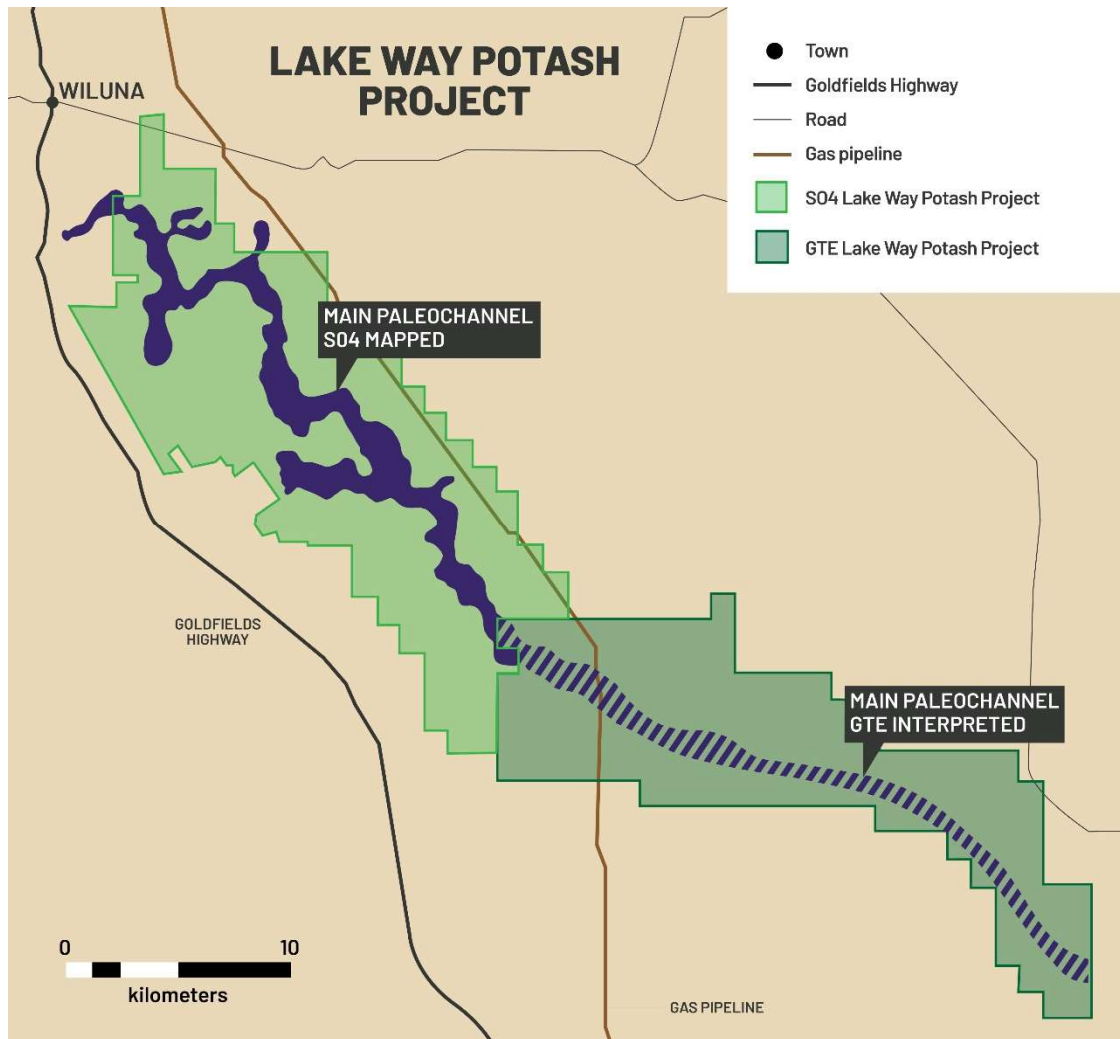 LAKE WAY POTASH
PROJECT
WILUNA
Town
Goldfields Highway
Road
Gas pipeline
SO4 Lake Way Potash Project
GTE Lake Way Potash Project
MAIN PALEOCHANNEL
SO4 MAPPED
GOLDFIELDS
HIGHWAY
MAIN PALEOCHANNEL
GTE INTERPRETED
0 10
kilometers
GAS PIPELINE